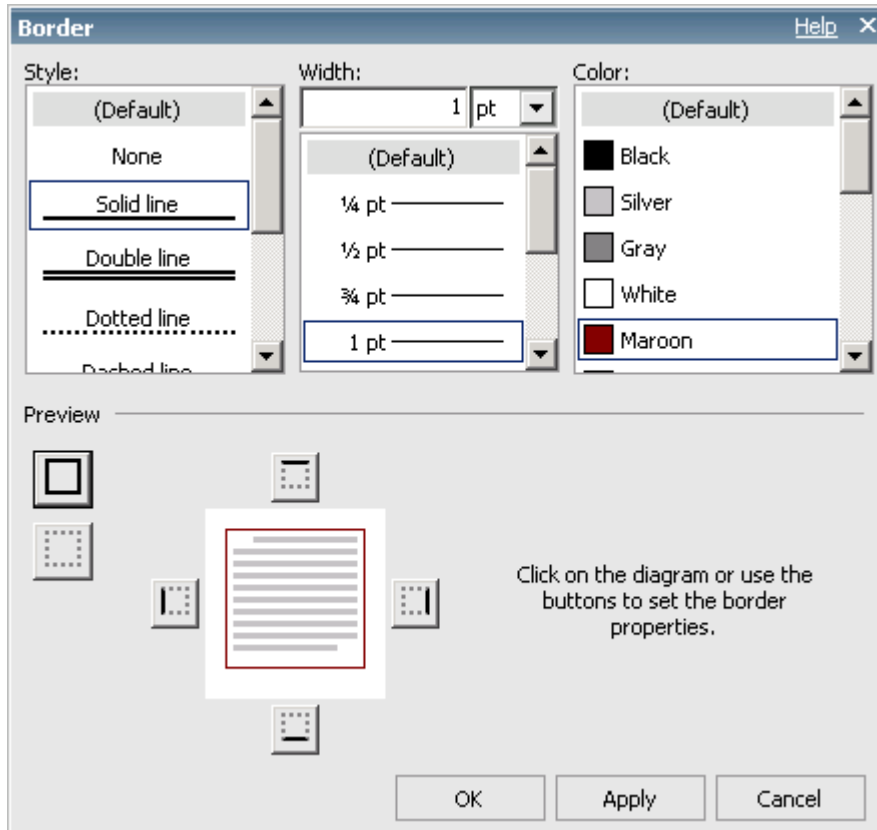 Border
Help
Style:
Width:
Color:
(Default)
None
Solid line
Double line
Dotted line
Dashed line
1 pt
(Default)
¼ pt
½ pt
¾ pt
1 pt
(Default)
Black
Silver
Gray
White
Maroon
Preview
Click on the diagram or use the
buttons to set the border
properties.
OK
Apply
Cancel